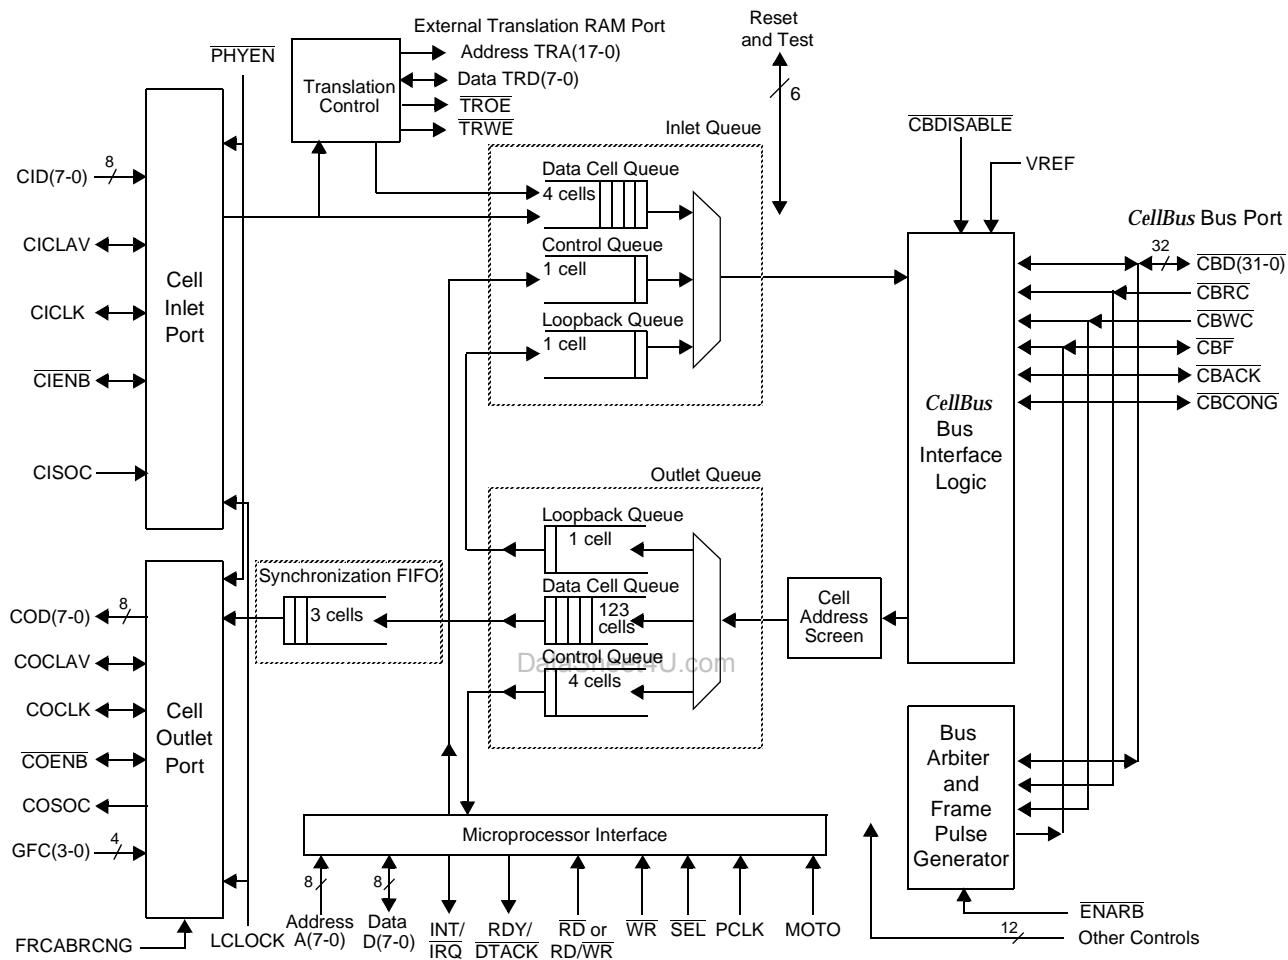 External Translation RAM Port
Reset
and Test
PHYEN
Translation
Control
Address TRA(17-0)
Data TRD(7-0)
TROE
TRWE
6
Inlet Queue
CBDISABLE
VREF
CID(7-0)
8
CICLAV
CICLK
CIENB
CISOC
Cell
Inlet
Port
Data Cell Queue
4 cells
Control Queue
1 cell
Loopback Queue
1 cell
CellBus Bus Port
32
CBD(31-0)
CBRC
CBWC
CBF
CBACK
CBCONG
CellBus
Bus
Interface
Logic
Outlet Queue
Loopback Queue
1 cell
Data Cell Queue
123
cells
Control Queue
4 cells
DataSheet4U.com
Synchronization FIFO
3 cells
Cell
Address
Screen
COD(7-0)
8
COCLAV
COCLK
COENB
COSOC
GFC(3-0)
4
Cell
Outlet
Port
Bus
Arbiter
and
Frame
Pulse
Generator
Microprocessor Interface
FRCABRCNG
LCLOCK
8
Address
A(7-0)
8
Data
D(7-0)
INT/
IRQ
RDY/
DTACK
RD or
RD/WR
WR
SEL
PCLK
MOTO
ENARB
12
Other Controls